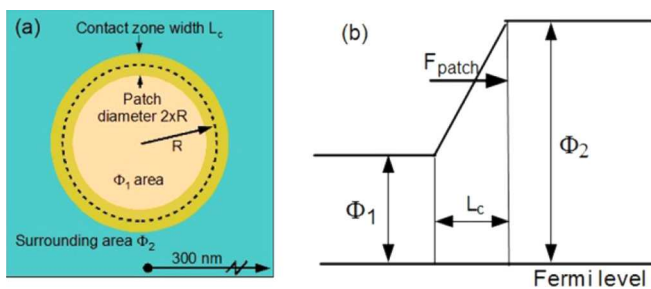 (a)
Contact zone width Lc
Patch
diameter 2xR
R
Φ1 area
Surrounding area Φ2
300 nm
(b)
Fpatch
Φ1
Lc
Φ2
Fermi level